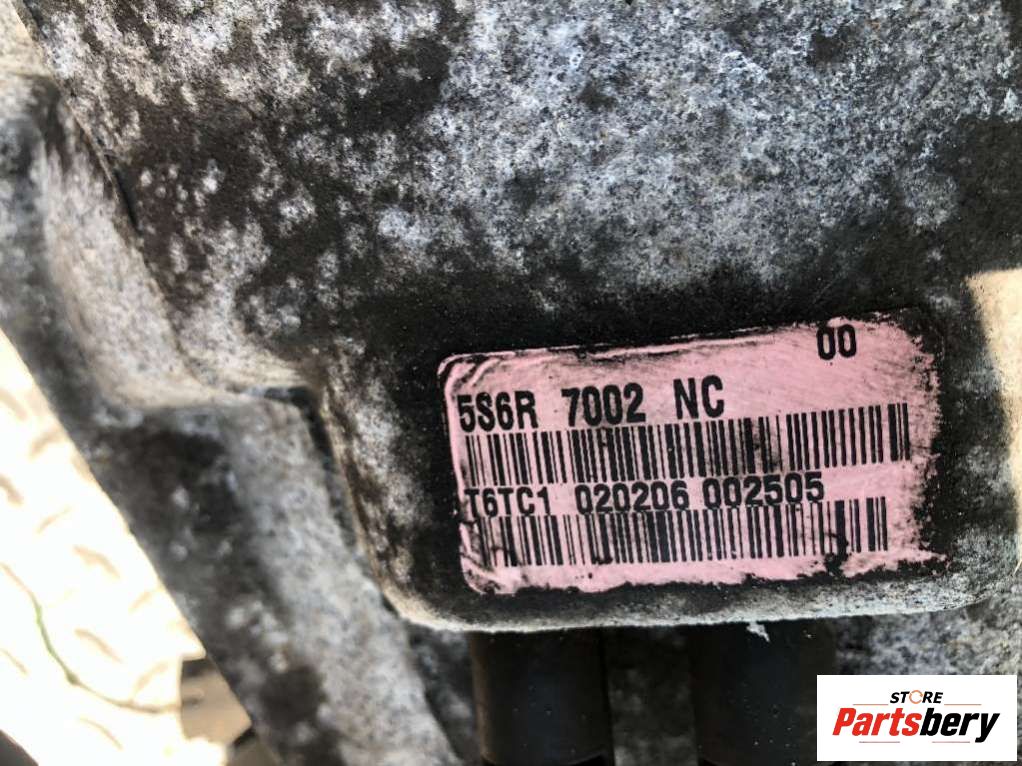 00
5S6R 7002 NC
T6TC1 020206 002505
STORE
Partsbery